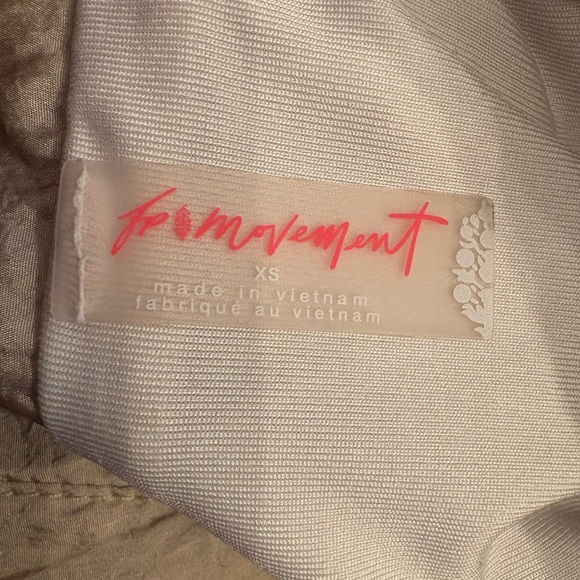 fp movement
XS
made in vietnam
fabriqué au vietnam